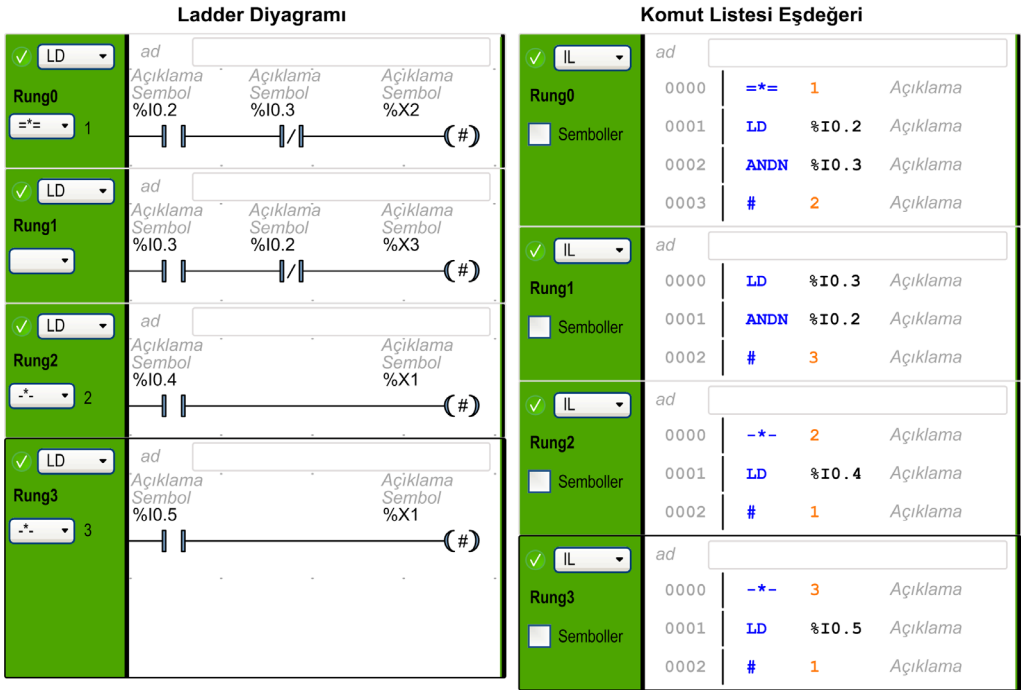 Ladder Diyagramı
LD
ad
Rung0
=*=
1
Açıklama Açıklama Açıklama
Sembol Sembol Sembol
%I0.2 %I0.3 %X2
(#)
LD
ad
Rung1
Açıklama Açıklama Açıklama
Sembol Sembol Sembol
%I0.3 %I0.2 %X3
(#)
LD
ad
Rung2
-*-
2
Açıklama Açıklama
Sembol Sembol
%I0.4 %X1
(#)
LD
ad
Rung3
-*-
3
Açıklama Açıklama
Sembol Sembol
%I0.5 %X1
(#)
Komut Listesi Eşdeğeri
IL
ad
Rung0
Semboller
0000 =*= 1 Açıklama
0001 LD %I0.2 Açıklama
0002 ANDN %I0.3 Açıklama
0003 # 2 Açıklama
IL
ad
Rung1
Semboller
0000 LD %I0.3 Açıklama
0001 ANDN %I0.2 Açıklama
0002 # 3 Açıklama
IL
ad
Rung2
Semboller
0000 -*- 2 Açıklama
0001 LD %I0.4 Açıklama
0002 # 1 Açıklama
IL
ad
Rung3
Semboller
0000 -*- 3 Açıklama
0001 LD %I0.5 Açıklama
0002 # 1 Açıklama